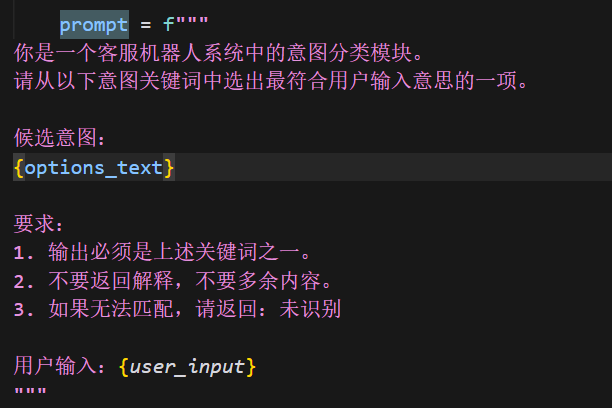 prompt = f"""
你是一个客服机器人系统中的意图分类模块。
请从以下意图关键词中选出最符合用户输入意思的一项。
候选意图：
{options_text}
要求：
1. 输出必须是上述关键词之一。
2. 不要返回解释，不要多余内容。
3. 如果无法匹配，请返回：未识别
用户输入：{user_input}
"""